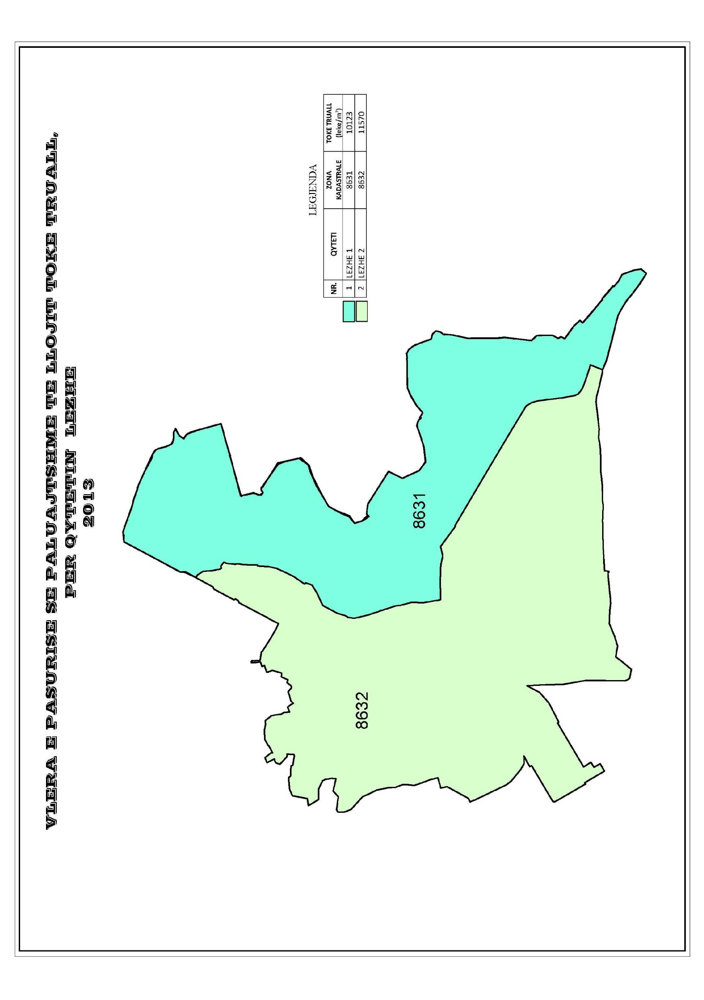 VLERA E PASURISE SE PALUAJTSHME TE LLOJIT TOKE TRUALL,
PER QYTETIN LEZHE
2013
LEGJENDA
NR. QYTETI ZONA KADASTRALE TOKE TRUALL (leke/m²)
1 LEZHE 1 8631 10123
2 LEZHE 2 8632 11570
8631
8632